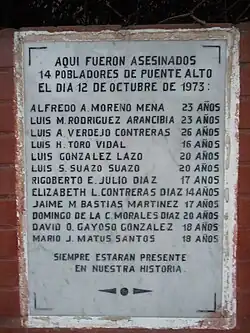 AQUI FUERON ASESINADOS
14 POBLADORES DE PUENTE ALTO
EL DIA 12 DE OCTUBRE DE 1973:
ALFREDO A. MORENO MENA 23 AÑOS
LUIS M. RODRIGUEZ ARANCIBIA 23 AÑOS
LUIS A. VERDEJO CONTRERAS 26 AÑOS
LUIS H. TORO VIDAL 16 AÑOS
LUIS GONZALEZ LAZO 20 AÑOS
LUIS S. SUAZO SUAZO 20 AÑOS
RIGOBERTO E. JULIO DIAZ 17 AÑOS
ELIZABETH L. CONTRERAS DIAZ 14 AÑOS
JAIME M BASTIAS MARTINEZ 17 AÑOS
DOMINGO DE LA C. MORALES DIAZ 20 AÑOS
DAVID O. GAYOSO GONZALEZ 18 AÑOS
MARIO J. MATUS SANTOS 18 AÑOS
SIEMPRE ESTARAN PRESENTE
EN NUESTRA HISTORIA